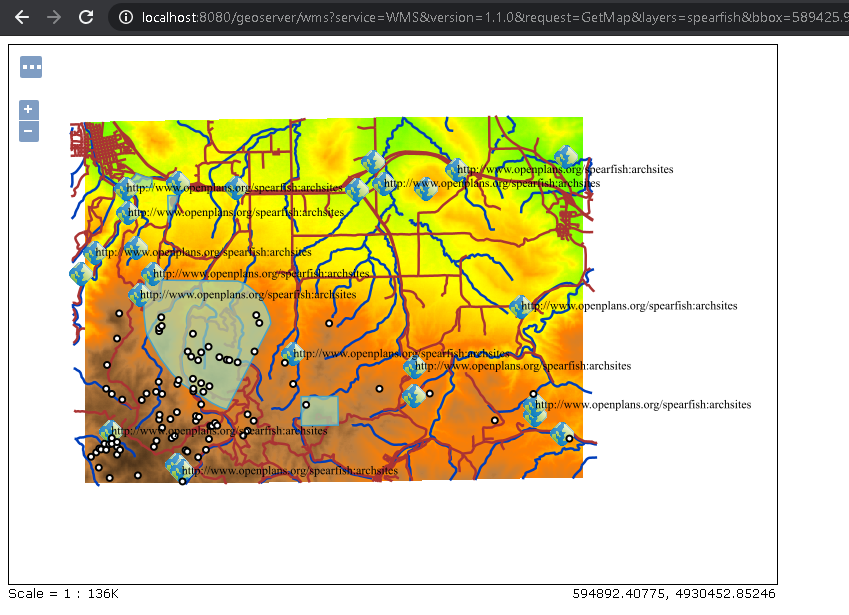 localhost:8080/geoserver/wms?service=WMS&version=1.1.0&request=GetMap&layers=spearfish&bbox=589425.9
+
−
http://www.openplans.org/spearfish:archsites
http://www.openplans.org/spearfish:archsites
http://www.openplans.org/spearfish:archsites
http://www.openplans.org/spearfish:archsites
http://www.openplans.org/spearfish:archsites
http://www.openplans.org/spearfish:archsites
http://www.openplans.org/spearfish:archsites
http://www.openplans.org/spearfish:archsites
http://www.openplans.org/spearfish:archsites
http://www.openplans.org/spearfish:archsites
http://www.openplans.org/spearfish:archsites
http://www.openplans.org/spearfish:archsites
http://www.openplans.org/spearfish:archsites
http://www.openplans.org/spearfish:archsites
Scale = 1 : 136K
594892.40775, 4930452.85246